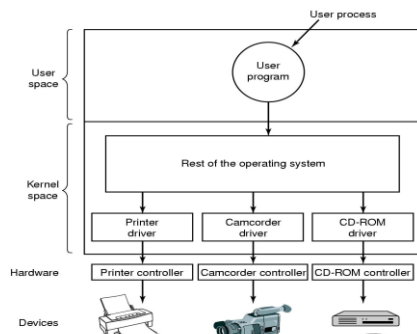 User process
User
space
User
program
Kernel
space
Rest of the operating system
Printer
driver
Camcorder
driver
CD-ROM
driver
Hardware
Printer controller
Camcorder controller
CD-ROM controller
Devices